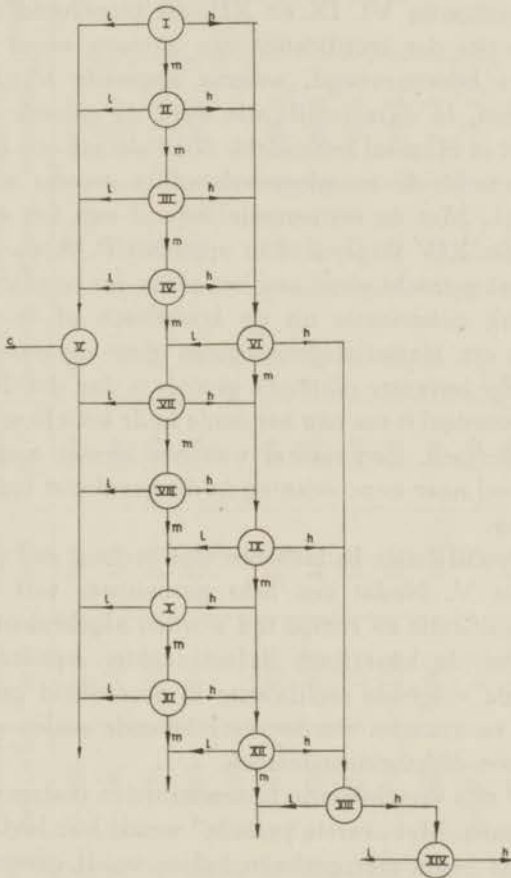 l I h
m
l II h
m
l III h
m
l IV h
m
c V l VI h
m
l VII h
m
l VIII h
m
l IX h
m
l X h
m
l XI h
m
l XII h
m
l XIII h
l XIV h